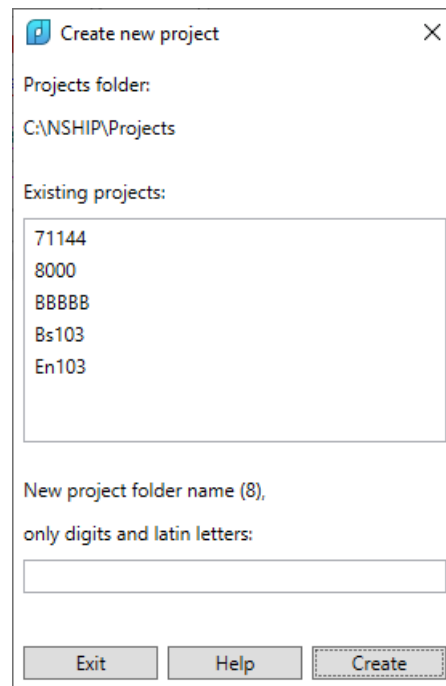 Create new project
Projects folder:
C:\NSHIP\Projects
Existing projects:
71144
8000
BBBBB
Bs103
En103
New project folder name (8),
only digits and latin letters:
Exit
Help
Create